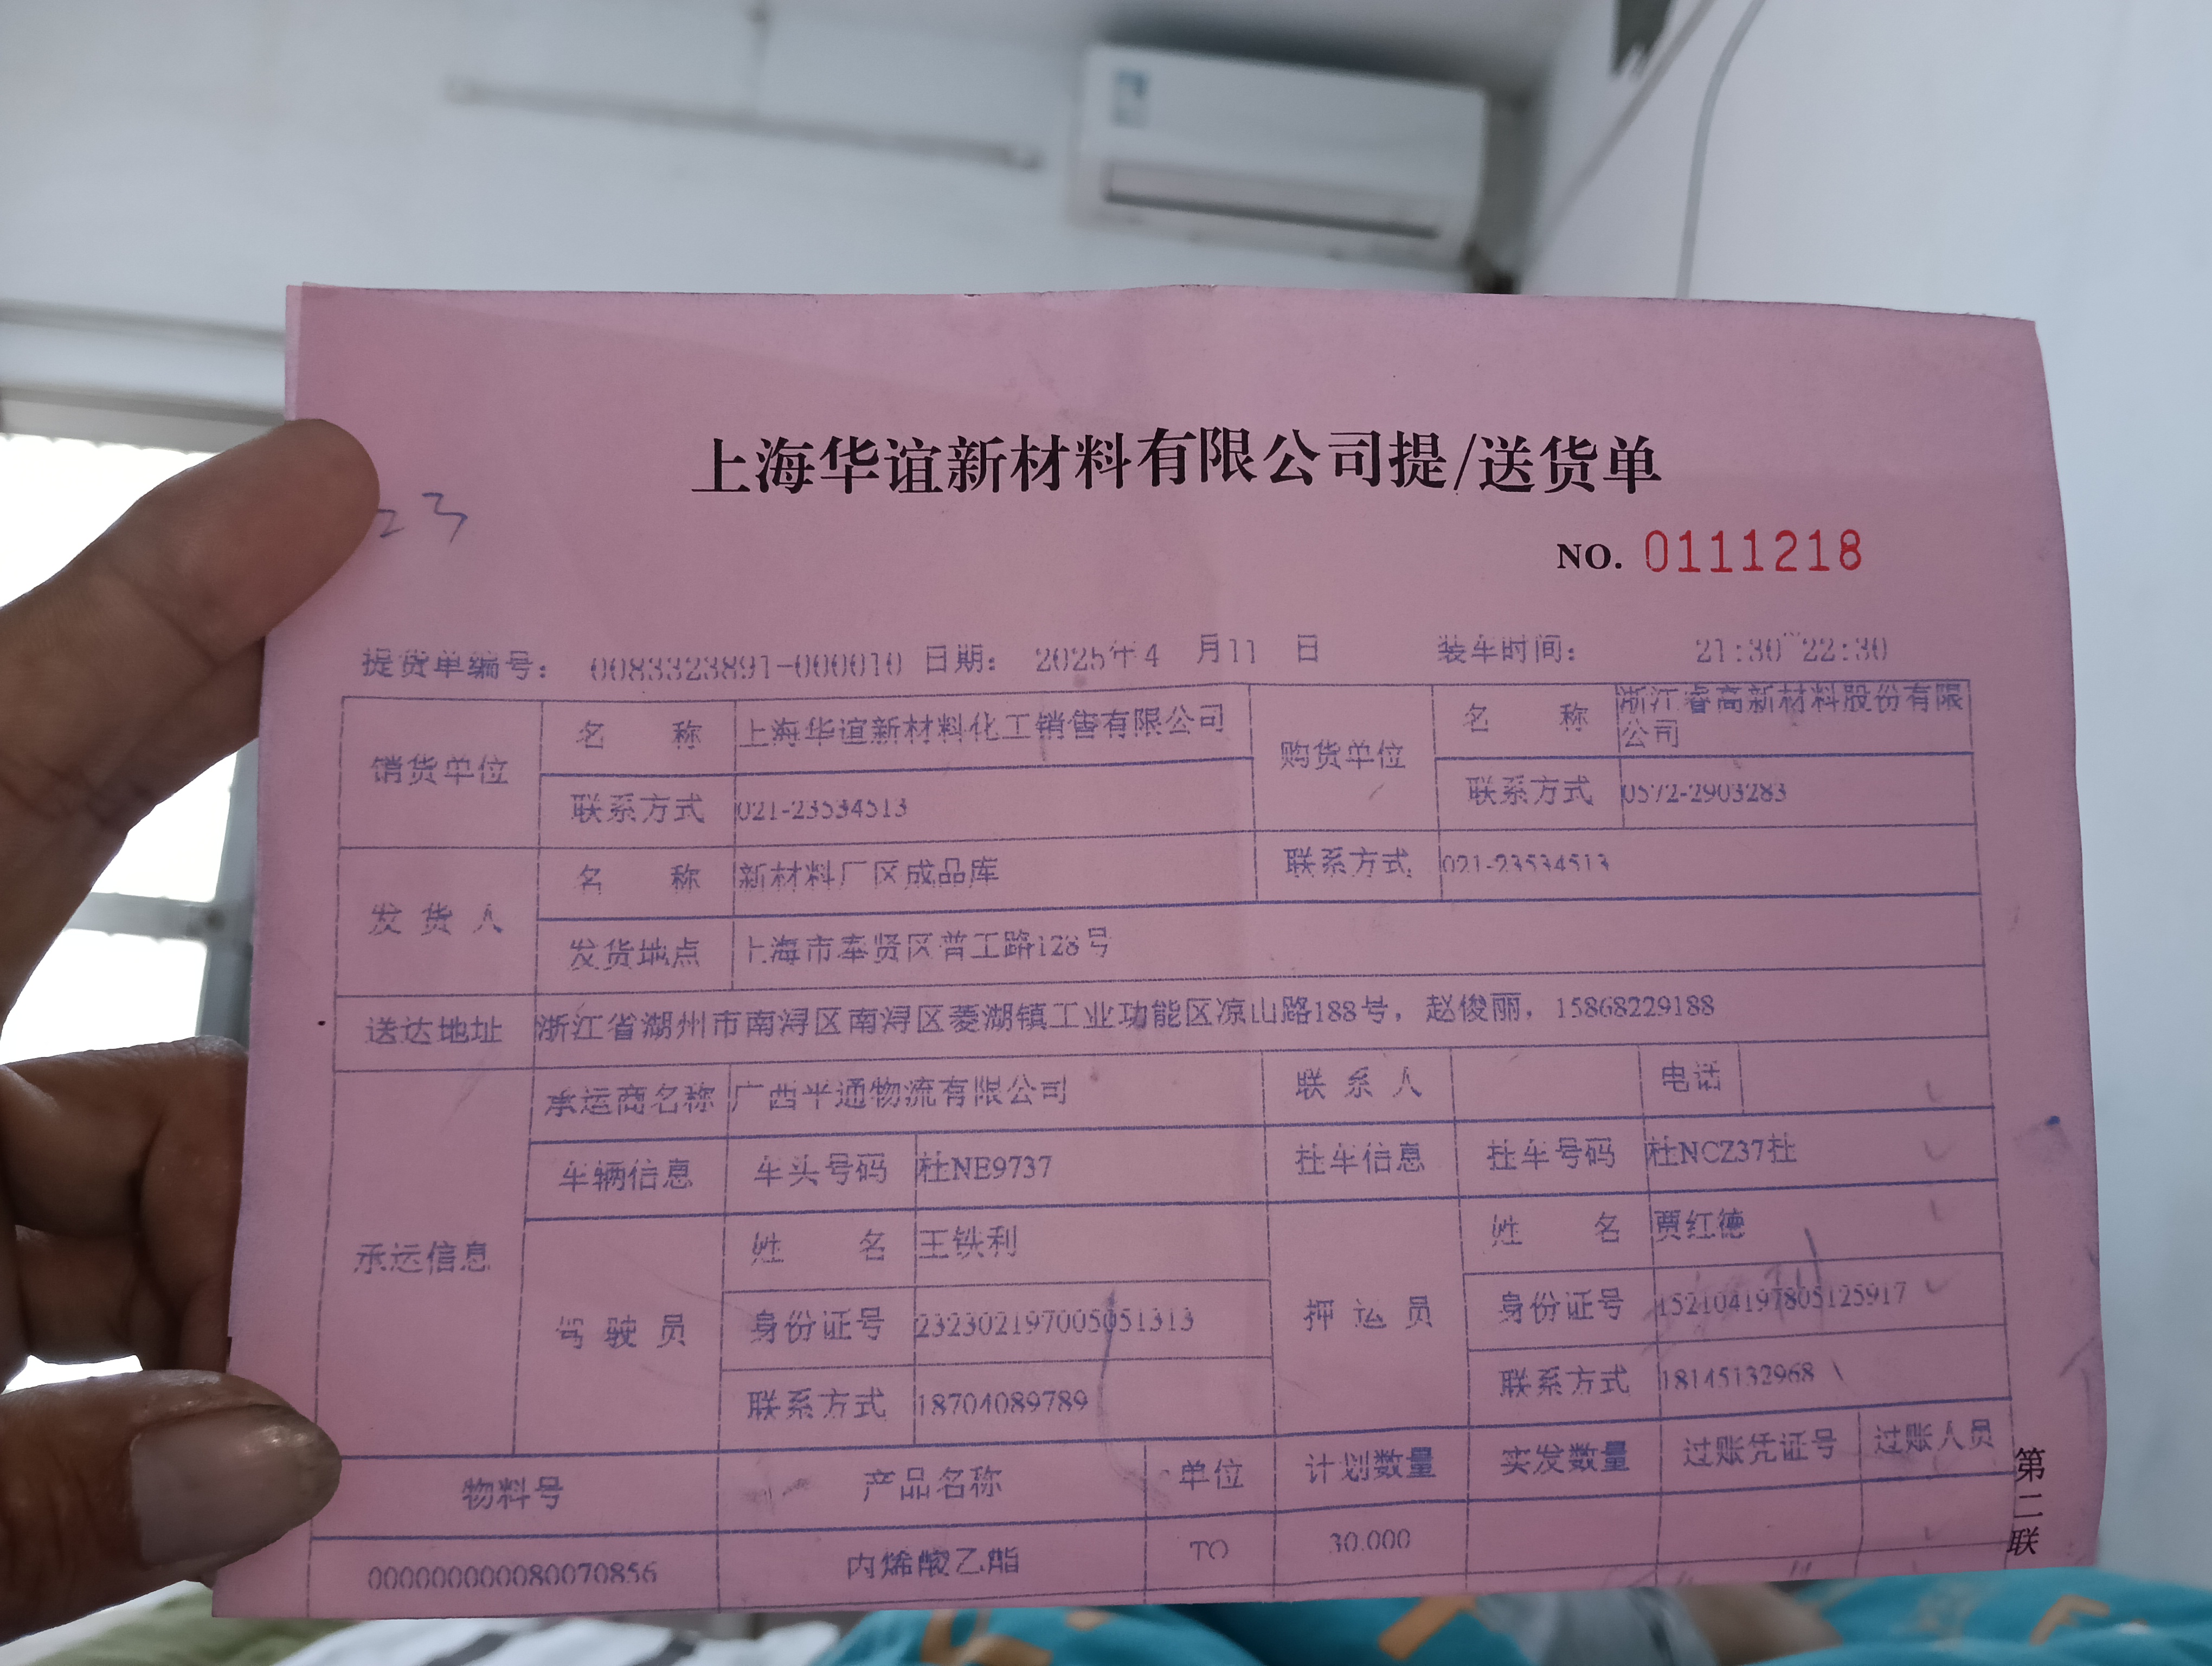 上海华谊新材料有限公司提/送货单
23
NO. 0111218
提货单编号： 0083323891-000010 日期： 2025年4 月11 日 装车时间： 21:30~22:30
销货单位 名 称 上海华谊新材料化工销售有限公司 购货单位 名 称 浙江睿高新材料股份有限
公司
联系方式 021-23534513 联系方式 0572-2903283
发 货 人 名 称 新材料厂区成品库 联系方式 021-23534513
发货地点 上海市奉贤区普工路128号
送达地址 浙江省湖州市南浔区南浔区菱湖镇工业功能区凉山路188号，赵俊丽，15868229188
承运信息 承运商名称 广西平通物流有限公司 联 系 人 电话
车辆信息 车头号码 桂NE9737 挂车信息 挂车号码 桂NCZ37挂
驾 驶 员 姓 名 王铁利 押 运 员 姓 名 贾红德
身份证号 232302197005051313 身份证号 152104197805125917
联系方式 18704089789 联系方式 18145132968
物料号 产品名称 单位 计划数量 实发数量 过账凭证号 过账人员
000000000080070856 丙烯酸乙脂 TO 30.000
第二联